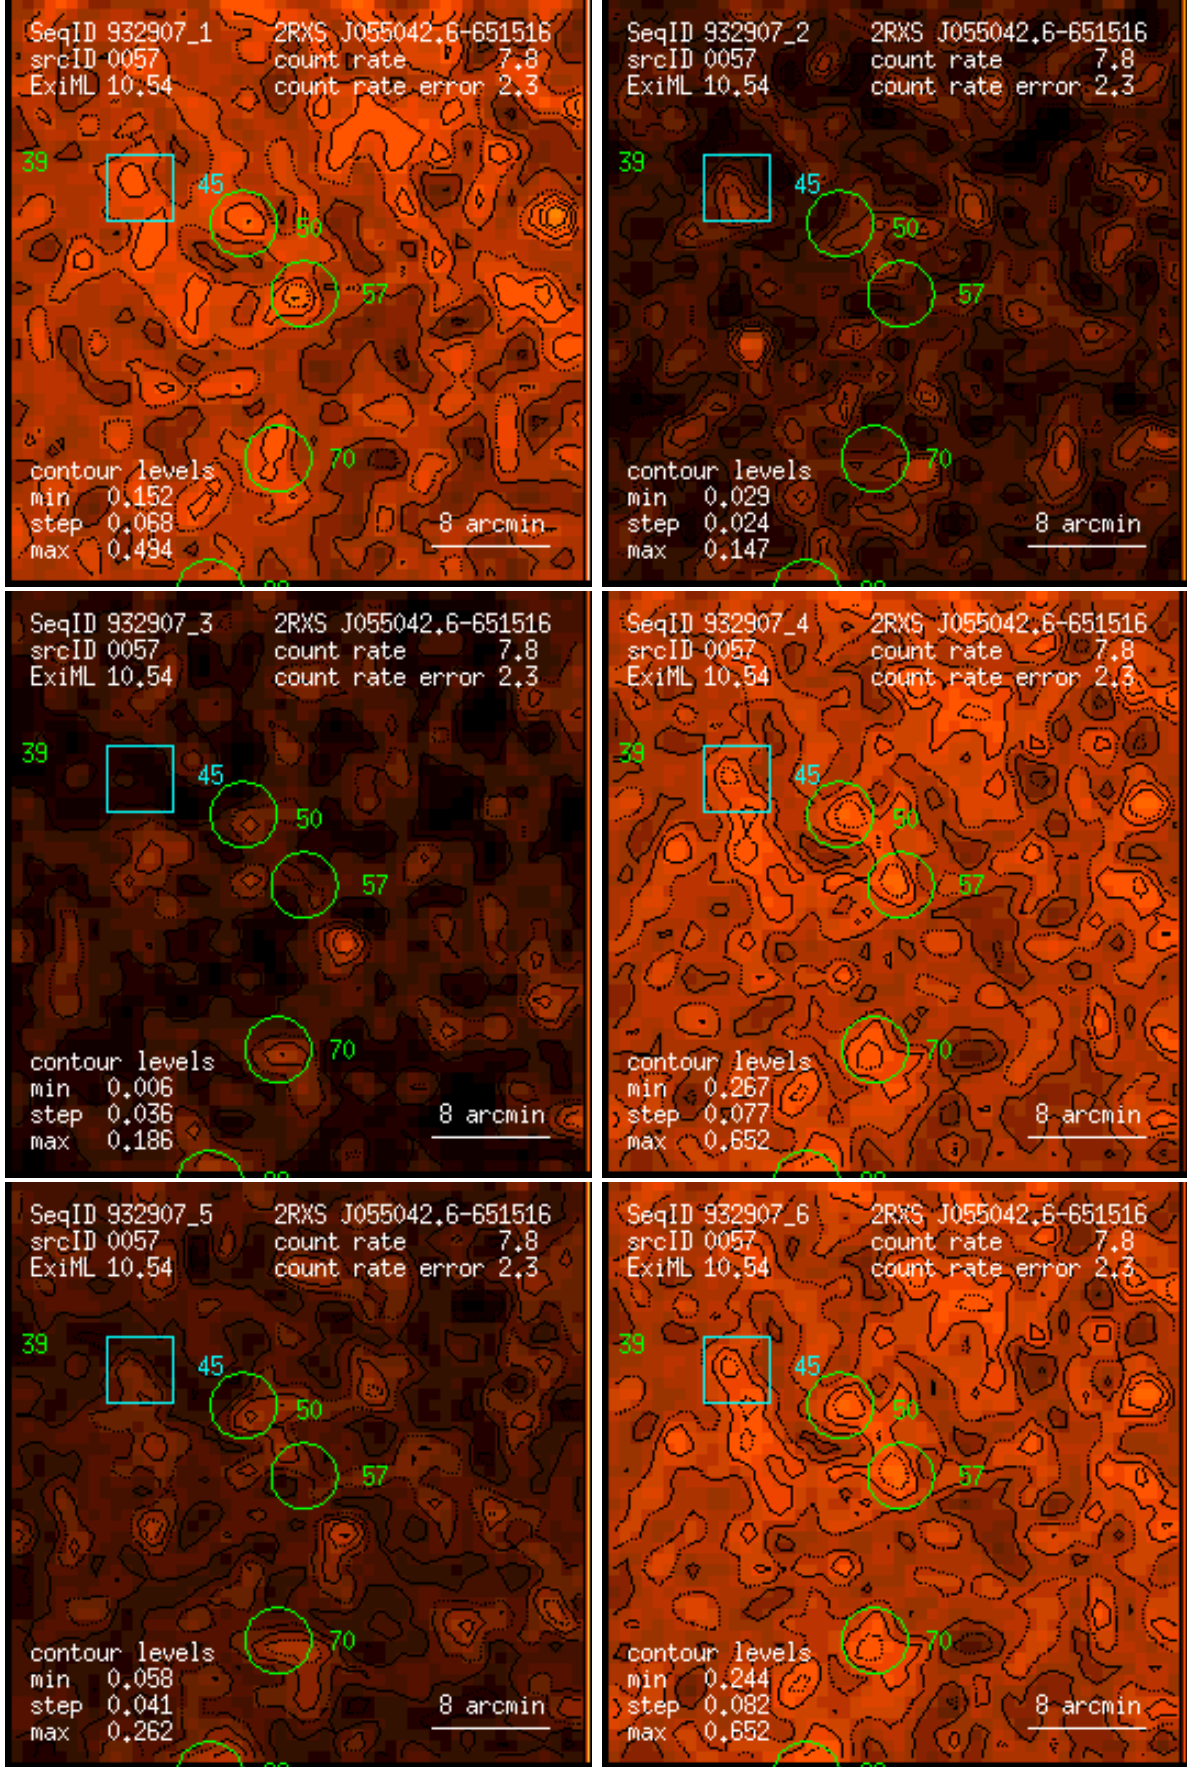 SeqID 932907_1 2RXS J055042.6-651516
srcID 0057 count rate 7.8
ExiML 10.54 count rate error 2.3
39
45
50
57
70
contour levels
min 0.152
step 0.068
max 0.494
8 arcmin
SeqID 932907_2 2RXS J055042.6-651516
srcID 0057 count rate 7.8
ExiML 10.54 count rate error 2.3
39
45
50
57
70
contour levels
min 0.029
step 0.024
max 0.147
8 arcmin
SeqID 932907_3 2RXS J055042.6-651516
srcID 0057 count rate 7.8
ExiML 10.54 count rate error 2.3
39
45
50
57
70
contour levels
min 0.006
step 0.036
max 0.186
8 arcmin
SeqID 932907_4 2RXS J055042.6-651516
srcID 0057 count rate 7.8
ExiML 10.54 count rate error 2.3
39
45
50
57
70
contour levels
min 0.267
step 0.077
max 0.652
8 arcmin
SeqID 932907_5 2RXS J055042.6-651516
srcID 0057 count rate 7.8
ExiML 10.54 count rate error 2.3
39
45
50
57
70
contour levels
min 0.058
step 0.041
max 0.262
8 arcmin
SeqID 932907_6 2RXS J055042.6-651516
srcID 0057 count rate 7.8
ExiML 10.54 count rate error 2.3
39
45
50
57
70
contour levels
min 0.244
step 0.082
max 0.652
8 arcmin